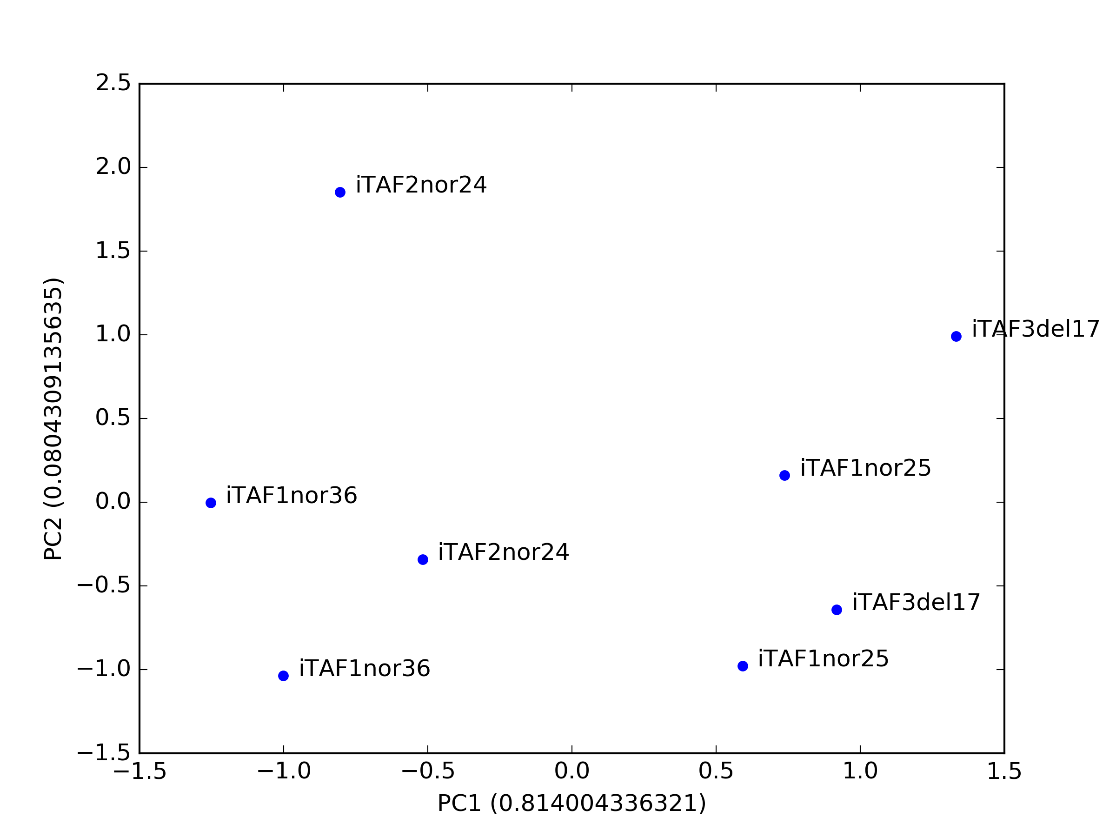 2.5
2.0
1.5
1.0
0.5
0.0
−0.5
−1.0
−1.5
PC2 (0.0804309135635)
iTAF2nor24
iTAF3del17
iTAF1nor25
iTAF1nor36
iTAF2nor24
iTAF3del17
iTAF1nor25
iTAF1nor36
−1.5 −1.0 −0.5 0.0 0.5 1.0 1.5
PC1 (0.814004336321)